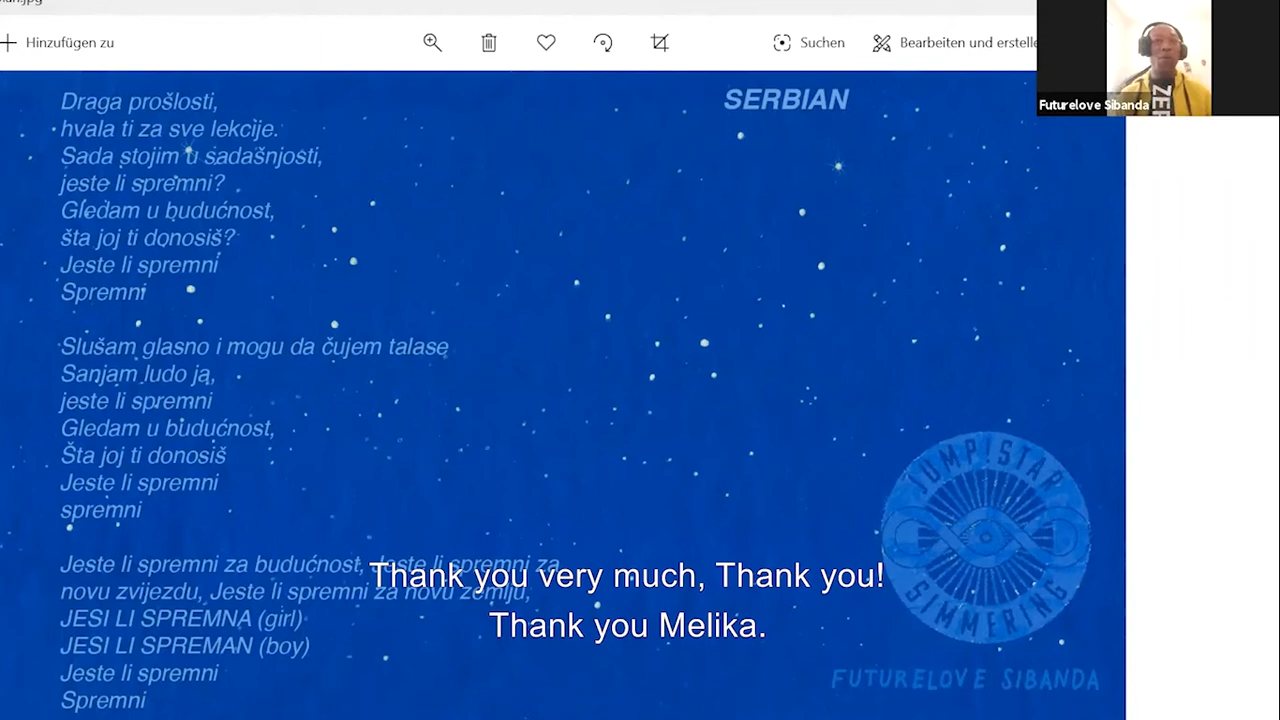 Hinzufügen zu
Suchen
Bearbeiten und erstelle
Futurelove Sibanda
SERBIAN
Draga prošlosti,
hvala ti za sve lekcije.
Sada stojim u sadašnjosti,
jeste li spremni?
Gledam u budućnost,
šta joj ti donosiš?
Jeste li spremni
Spremni
Slušam glasno i mogu da čujem talase
Sanjam ludo ja,
jeste li spremni
Gledam u budućnost,
Šta joj ti donosiš
Jeste li spremni
spremni
Jeste li spremni za budućnost, Jeste li spremni za
novu zvijezdu, Jeste li spremni za novu zemlju,
JESI LI SPREMNA (girl)
JESI LI SPREMAN (boy)
Jeste li spremni
Spremni
Thank you very much, Thank you!
Thank you Melika.
JUMP!STAR
SIMMERING
FUTURELOVE SIBANDA